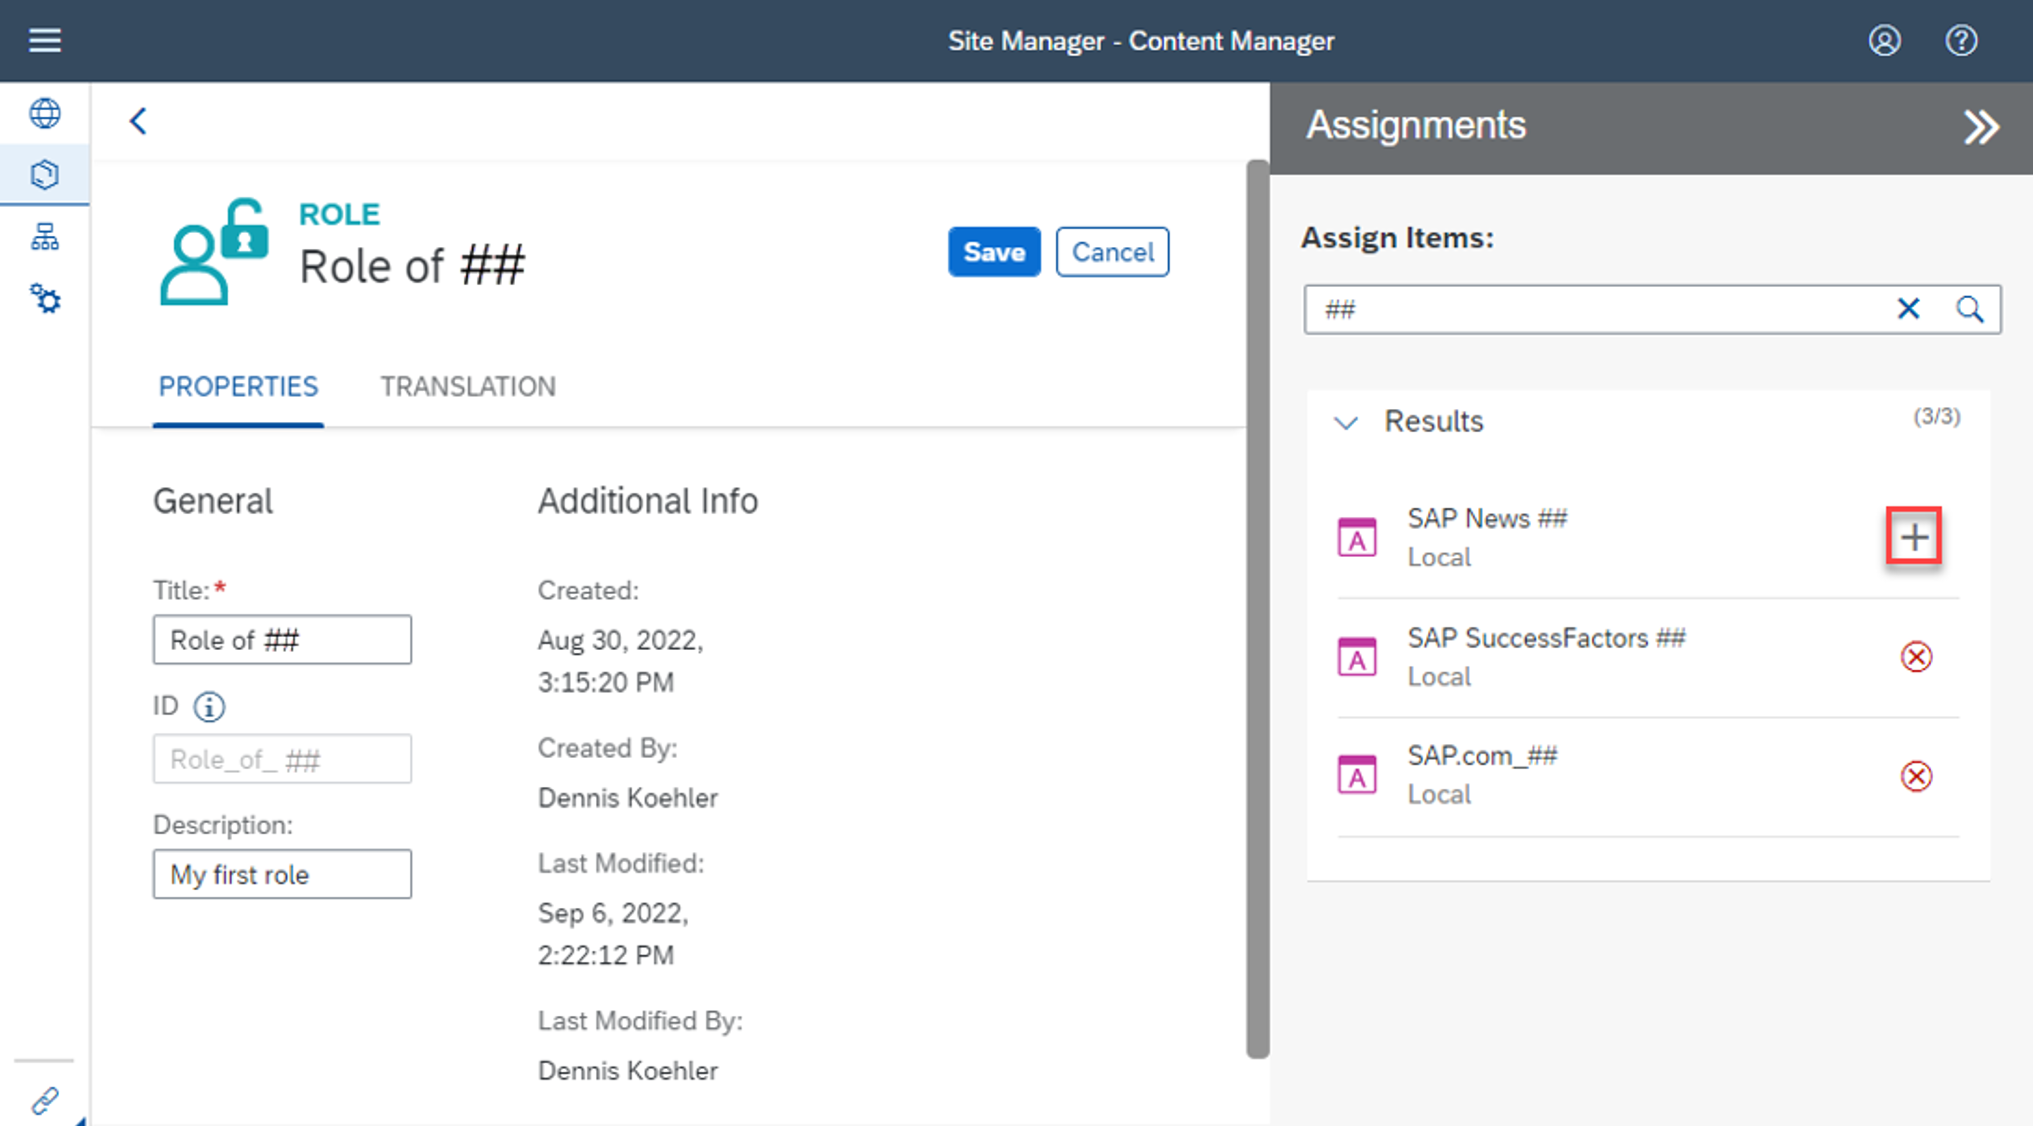 Site Manager - Content Manager
ROLE
Role of ##
Save
Cancel
PROPERTIES
TRANSLATION
General
Title:*
Role of ##
ID
Role_of_ ##
Description:
My first role
Additional Info
Created:
Aug 30, 2022,
3:15:20 PM
Created By:
Dennis Koehler
Last Modified:
Sep 6, 2022,
2:22:12 PM
Last Modified By:
Dennis Koehler
Assignments
Assign Items:
##
Results
(3/3)
SAP News ##
Local
SAP SuccessFactors ##
Local
SAP.com_##
Local